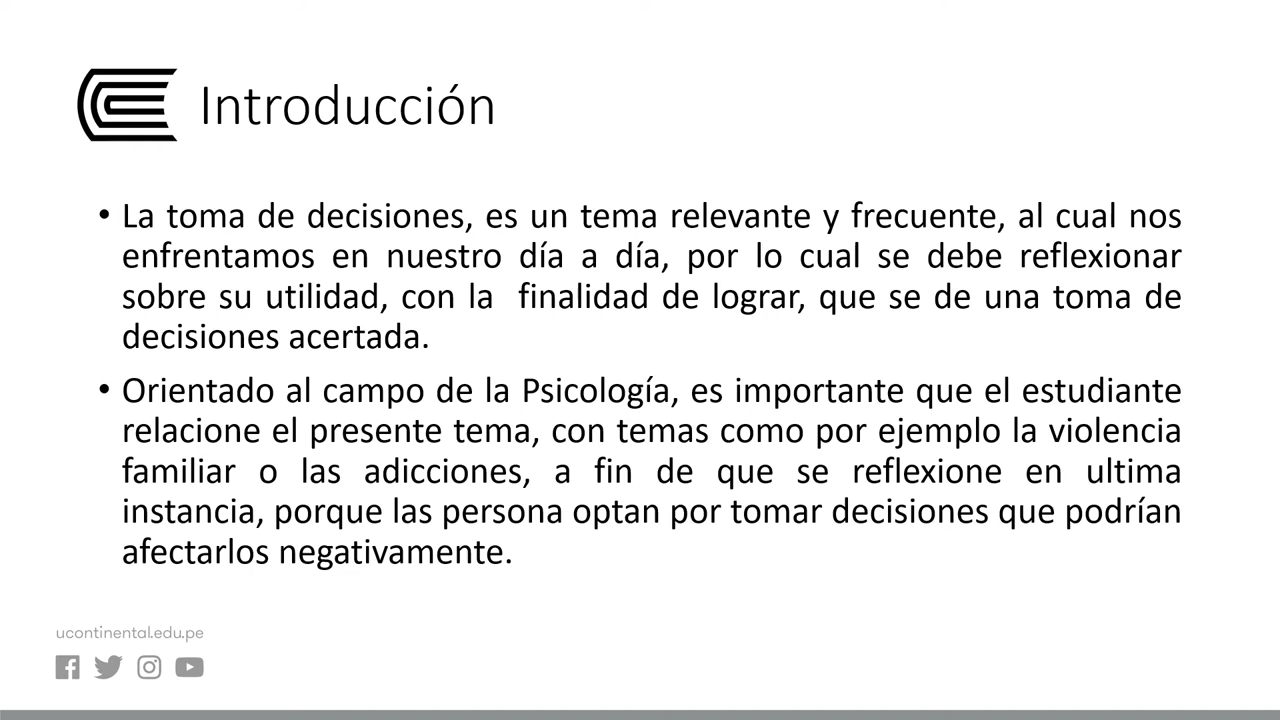 Introducción
• La toma de decisiones, es un tema relevante y frecuente, al cual nos
enfrentamos en nuestro día a día, por lo cual se debe reflexionar
sobre su utilidad, con la finalidad de lograr, que se de una toma de
decisiones acertada.
• Orientado al campo de la Psicología, es importante que el estudiante
relacione el presente tema, con temas como por ejemplo la violencia
familiar o las adicciones, a fin de que se reflexione en ultima
instancia, porque las persona optan por tomar decisiones que podrían
afectarlos negativamente.
ucontinental.edu.pe